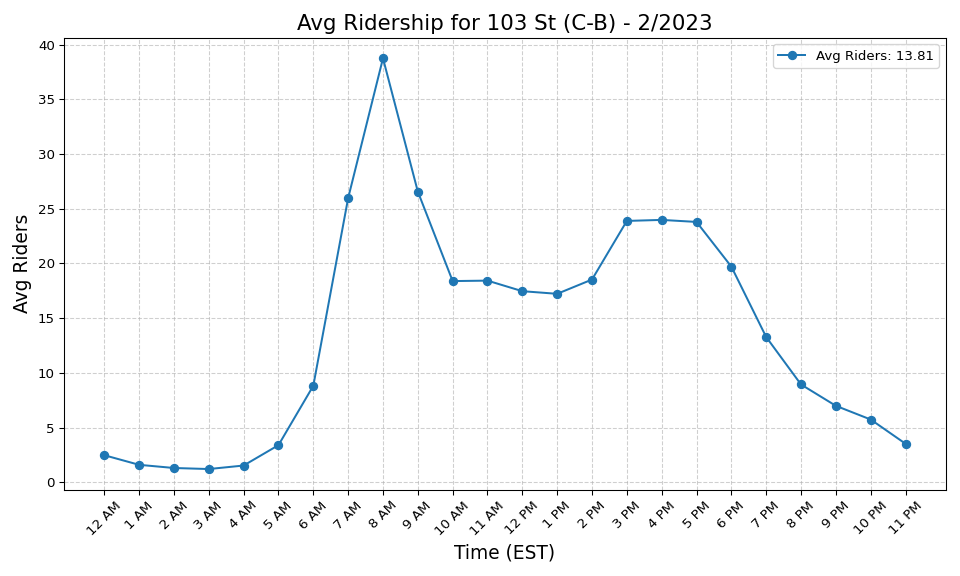 Avg Ridership for 103 St (C-B) - 2/2023
Avg Riders: 13.81
Avg Riders
40
35
30
25
20
15
10
5
0
12 AM
1 AM
2 AM
3 AM
4 AM
5 AM
6 AM
7 AM
8 AM
9 AM
10 AM
11 AM
12 PM
1 PM
2 PM
3 PM
4 PM
5 PM
6 PM
7 PM
8 PM
9 PM
10 PM
11 PM
Time (EST)